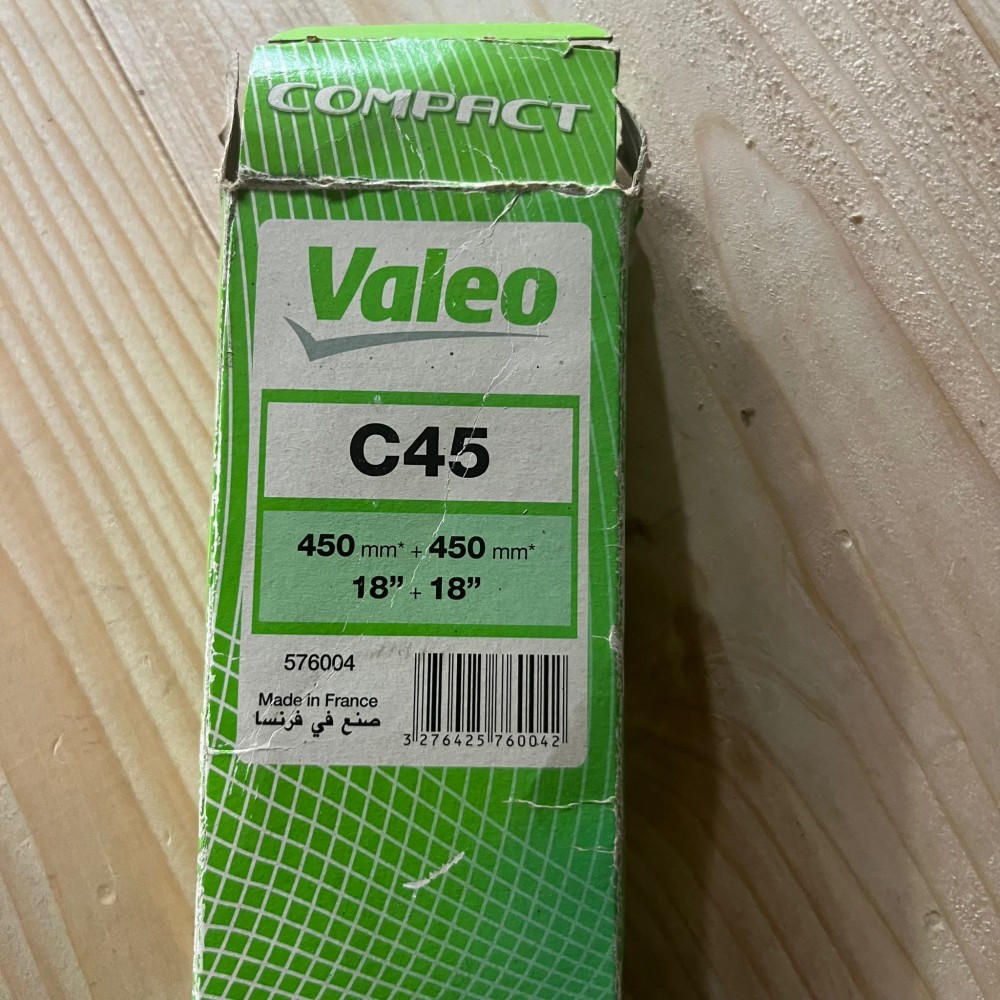 COMPACT
Valeo
C45
450 mm* + 450 mm*
18” + 18”
576004
Made in France
صنع في فرنسا
3 276425 760042